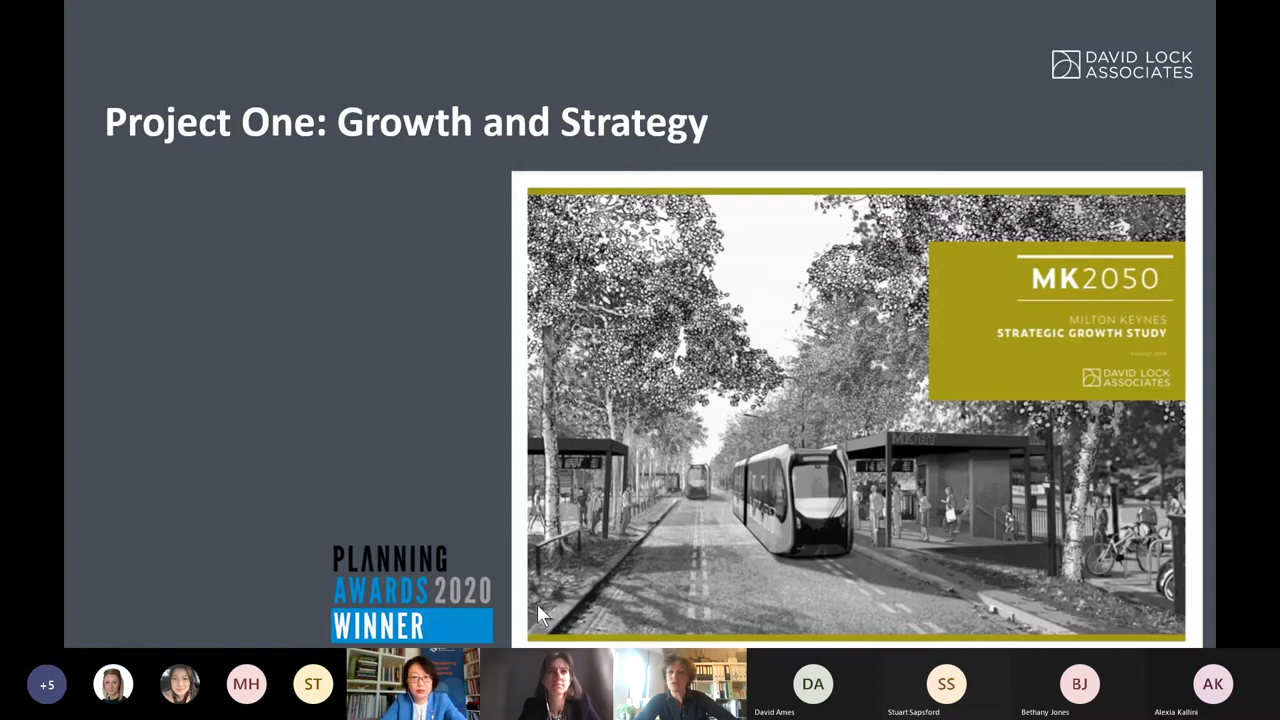 DAVID LOCK
ASSOCIATES
Project One: Growth and Strategy
MK2050
MILTON KEYNES
STRATEGIC GROWTH STUDY
DAVID LOCK
ASSOCIATES
PLANNING
AWARDS 2020
WINNER
+5
MH
ST
DA
David Ames
SS
Stuart Sapsford
BJ
Bethany Jones
AK
Alexia Kallini